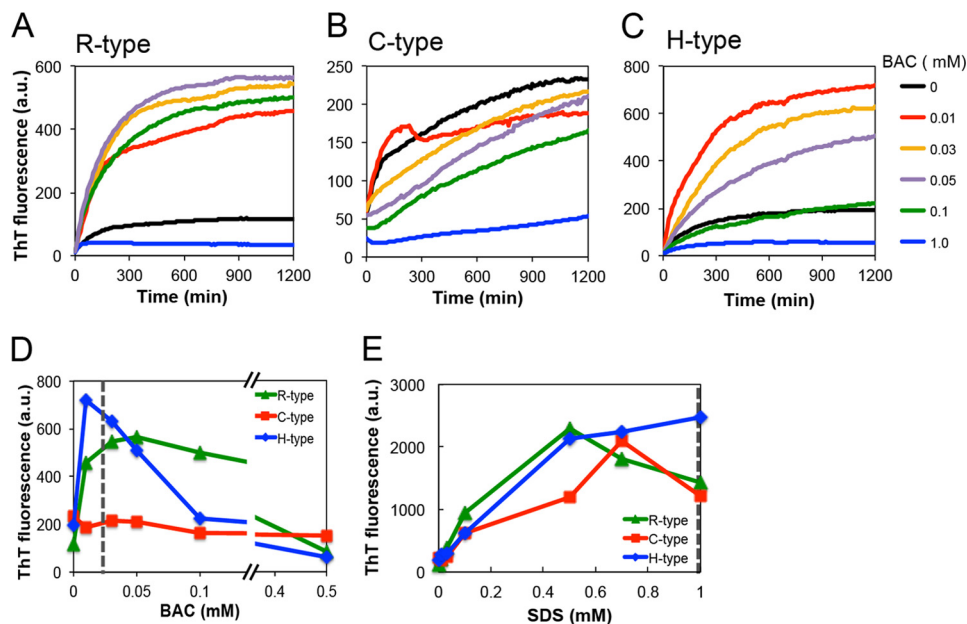 A
R-type
B
C-type
C
H-type
BAC ( mM)
ThT fluorescence (a.u.)
600
400
200
0
0 300 600 900 1200
Time (min)
250
200
150
100
50
0
0 300 600 900 1200
Time (min)
800
600
400
200
0
0 300 600 900 1200
Time (min)
0
0.01
0.03
0.05
0.1
1.0
D
ThT fluorescence (a.u.)
800
600
400
200
0
0 0.05 0.1 0.4 0.5
BAC (mM)
R-type
C-type
H-type
E
ThT fluorescence (a.u.)
3000
2000
1000
0
0 0.2 0.4 0.6 0.8 1
SDS (mM)
R-type
C-type
H-type